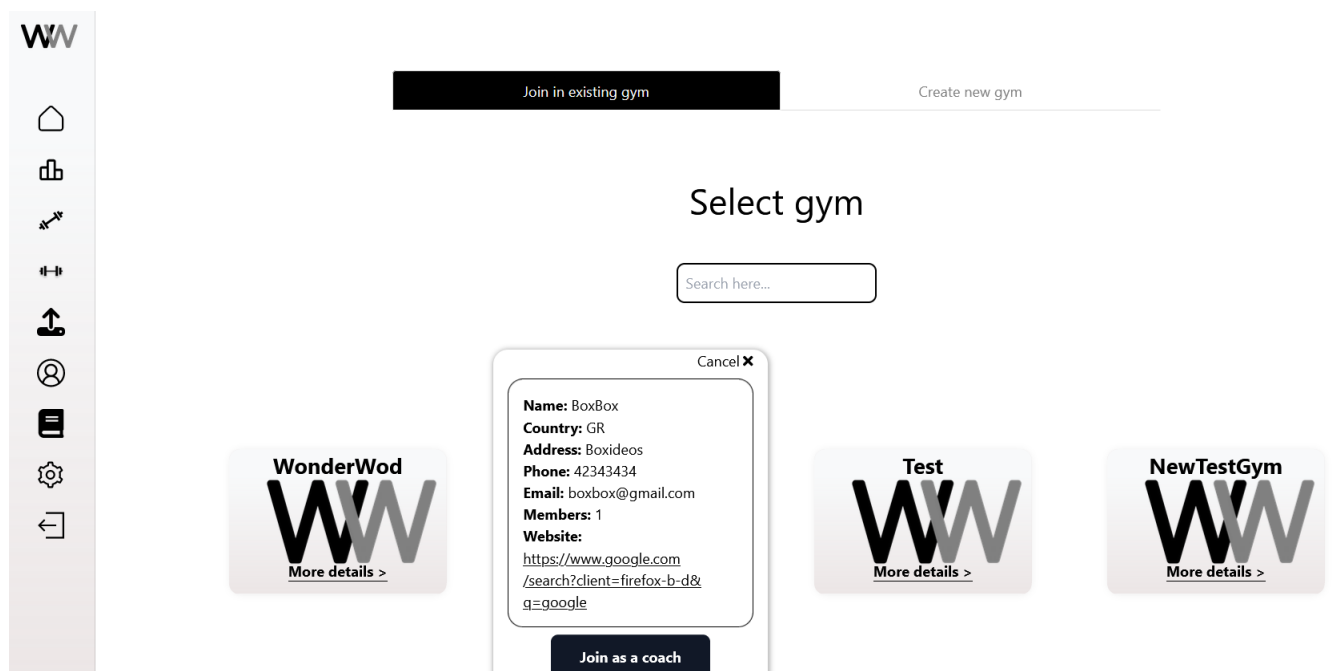 WW
Join in existing gym
Create new gym
Select gym
Search here...
Cancel
Name: BoxBox
Country: GR
Address: Boxideos
Phone: 42343434
Email: boxbox@gmail.com
Members: 1
Website:
https://www.google.com
/search?client=firefox-b-d&
q=google
Join as a coach
WonderWod
WW
More details >
Test
WW
More details >
NewTestGym
WW
More details >